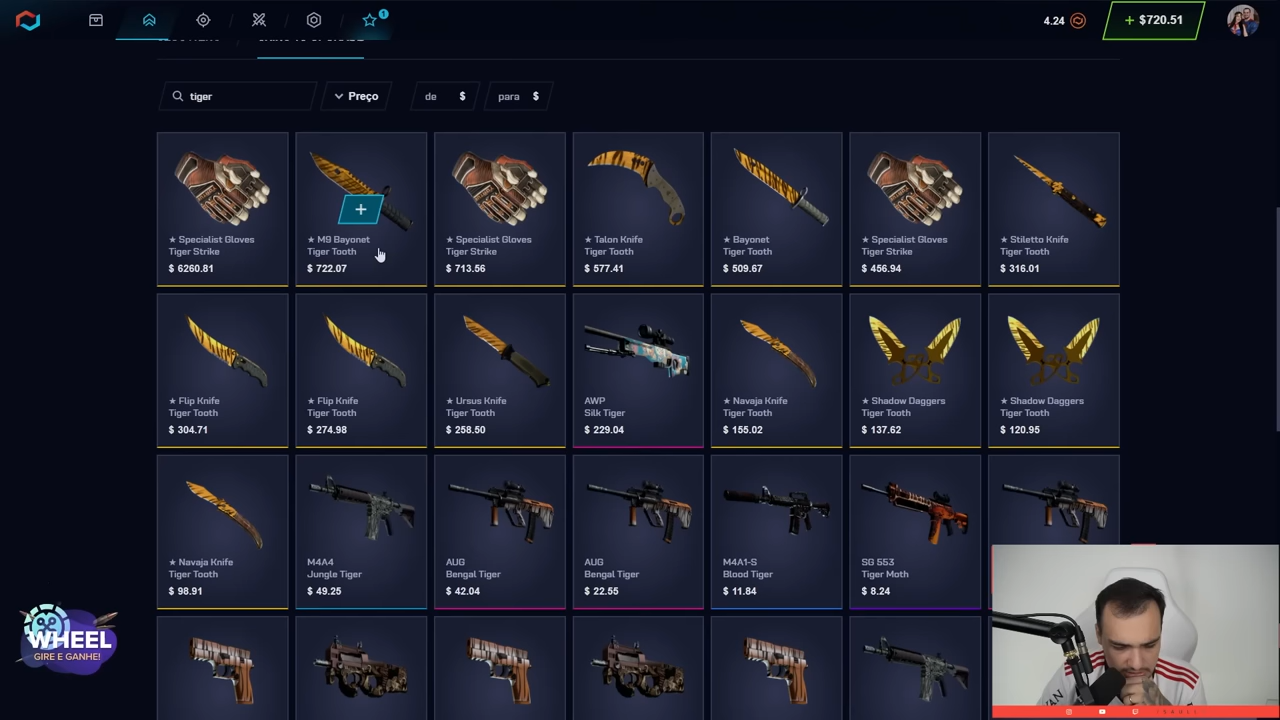 1
4.24
+ $720.51
tiger
Preço
de $
para $
★ Specialist Gloves
Tiger Strike
$ 6260.81
★ M9 Bayonet
Tiger Tooth
$ 722.07
★ Specialist Gloves
Tiger Strike
$ 713.56
★ Talon Knife
Tiger Tooth
$ 577.41
★ Bayonet
Tiger Tooth
$ 509.67
★ Specialist Gloves
Tiger Strike
$ 456.94
★ Stiletto Knife
Tiger Tooth
$ 316.01
★ Flip Knife
Tiger Tooth
$ 304.71
★ Flip Knife
Tiger Tooth
$ 274.98
★ Ursus Knife
Tiger Tooth
$ 258.50
AWP
Silk Tiger
$ 229.04
★ Navaja Knife
Tiger Tooth
$ 155.02
★ Shadow Daggers
Tiger Tooth
$ 137.62
★ Shadow Daggers
Tiger Tooth
$ 120.95
★ Navaja Knife
Tiger Tooth
$ 98.91
M4A4
Jungle Tiger
$ 49.25
AUG
Bengal Tiger
$ 42.04
AUG
Bengal Tiger
$ 22.55
M4A1-S
Blood Tiger
$ 11.84
SG 553
Tiger Moth
$ 8.24
WHEEL
GIRE E GANHE!